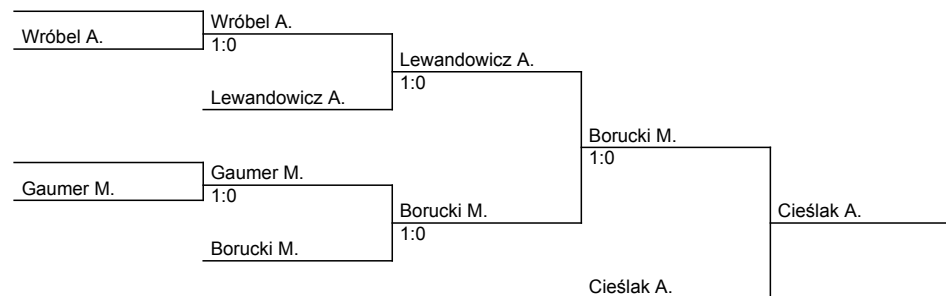 Wróbel A.
Wróbel A.
1:0
Lewandowicz A.
1:0
Lewandowicz A.
Borucki M.
1:0
Gaumer M.
Gaumer M.
1:0
Borucki M.
1:0
Cieślak A.
Borucki M.
Cieślak A.